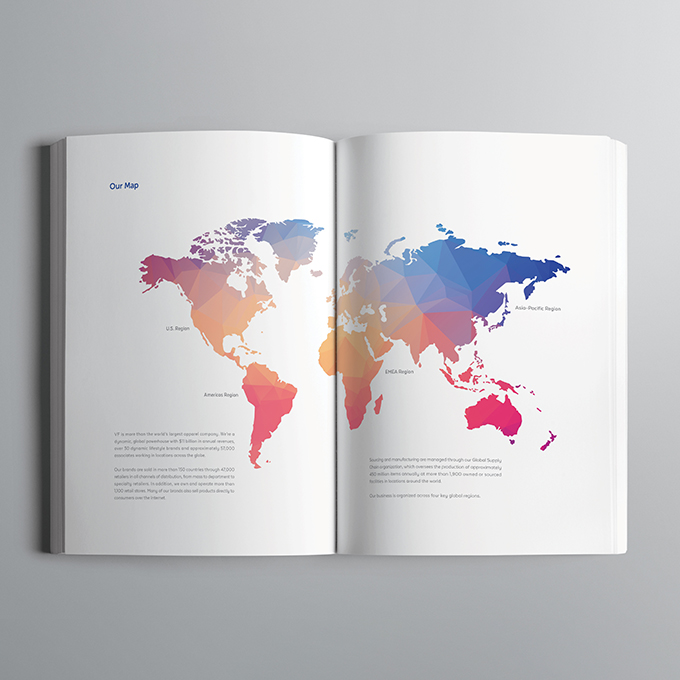 Our Map
U.S. Region
Asia-Pacific Region
EMEA Region
Americas Region
VF is more than the world's largest apparel company. We're a
dynamic, global powerhouse with $11 billion in annual revenues,
over 30 dynamic lifestyle brands and approximately 57,000
associates working in locations across the globe.
Our brands are sold in more than 150 countries through 47,000
retailers in all channels of distribution, from mass to department to
specialty retailers. In addition, we own and operate more than
1,100 retail stores. Many of our brands also sell products directly to
consumers over the internet.
Sourcing and manufacturing are managed through our Global Supply
Chain organization, which oversees the production of approximately
450 million items annually at more than 1,900 owned or sourced
facilities in locations around the world.
Our business is organized across four key global regions.